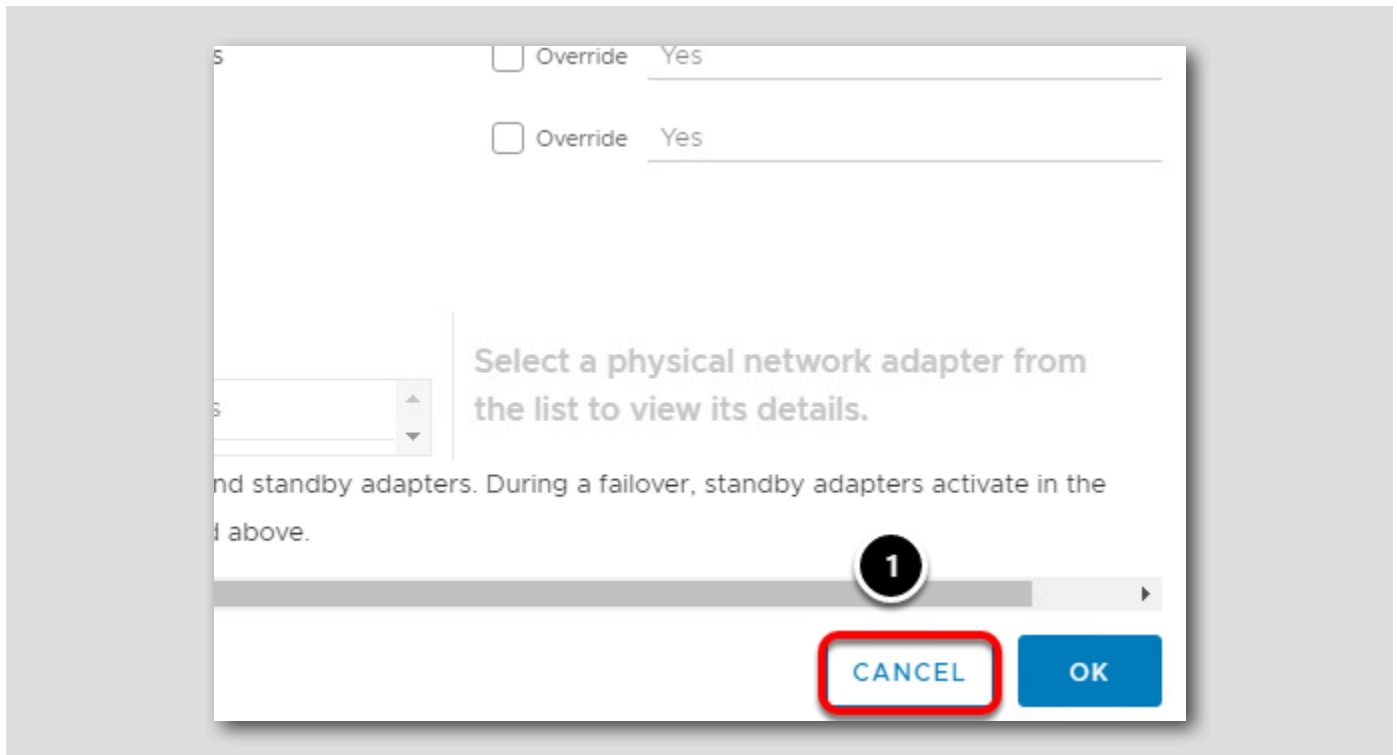 s Override Yes
Override Yes
Select a physical network adapter from
the list to view its details.
s
nd standby adapters. During a failover, standby adapters activate in the
d above.
1
CANCEL OK